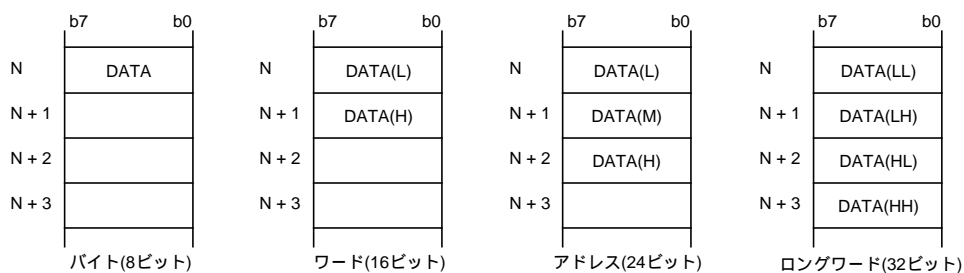 b7 b0 b7 b0 b7 b0 b7 b0
N DATA N DATA(L) N DATA(L) N DATA(LL)
N + 1 N + 1 DATA(H) N + 1 DATA(M) N + 1 DATA(LH)
N + 2 N + 2 N + 2 DATA(H) N + 2 DATA(HL)
N + 3 N + 3 N + 3 N + 3 DATA(HH)
バイト(8ビット) ワード(16ビット) アドレス(24ビット) ロングワード(32ビット)